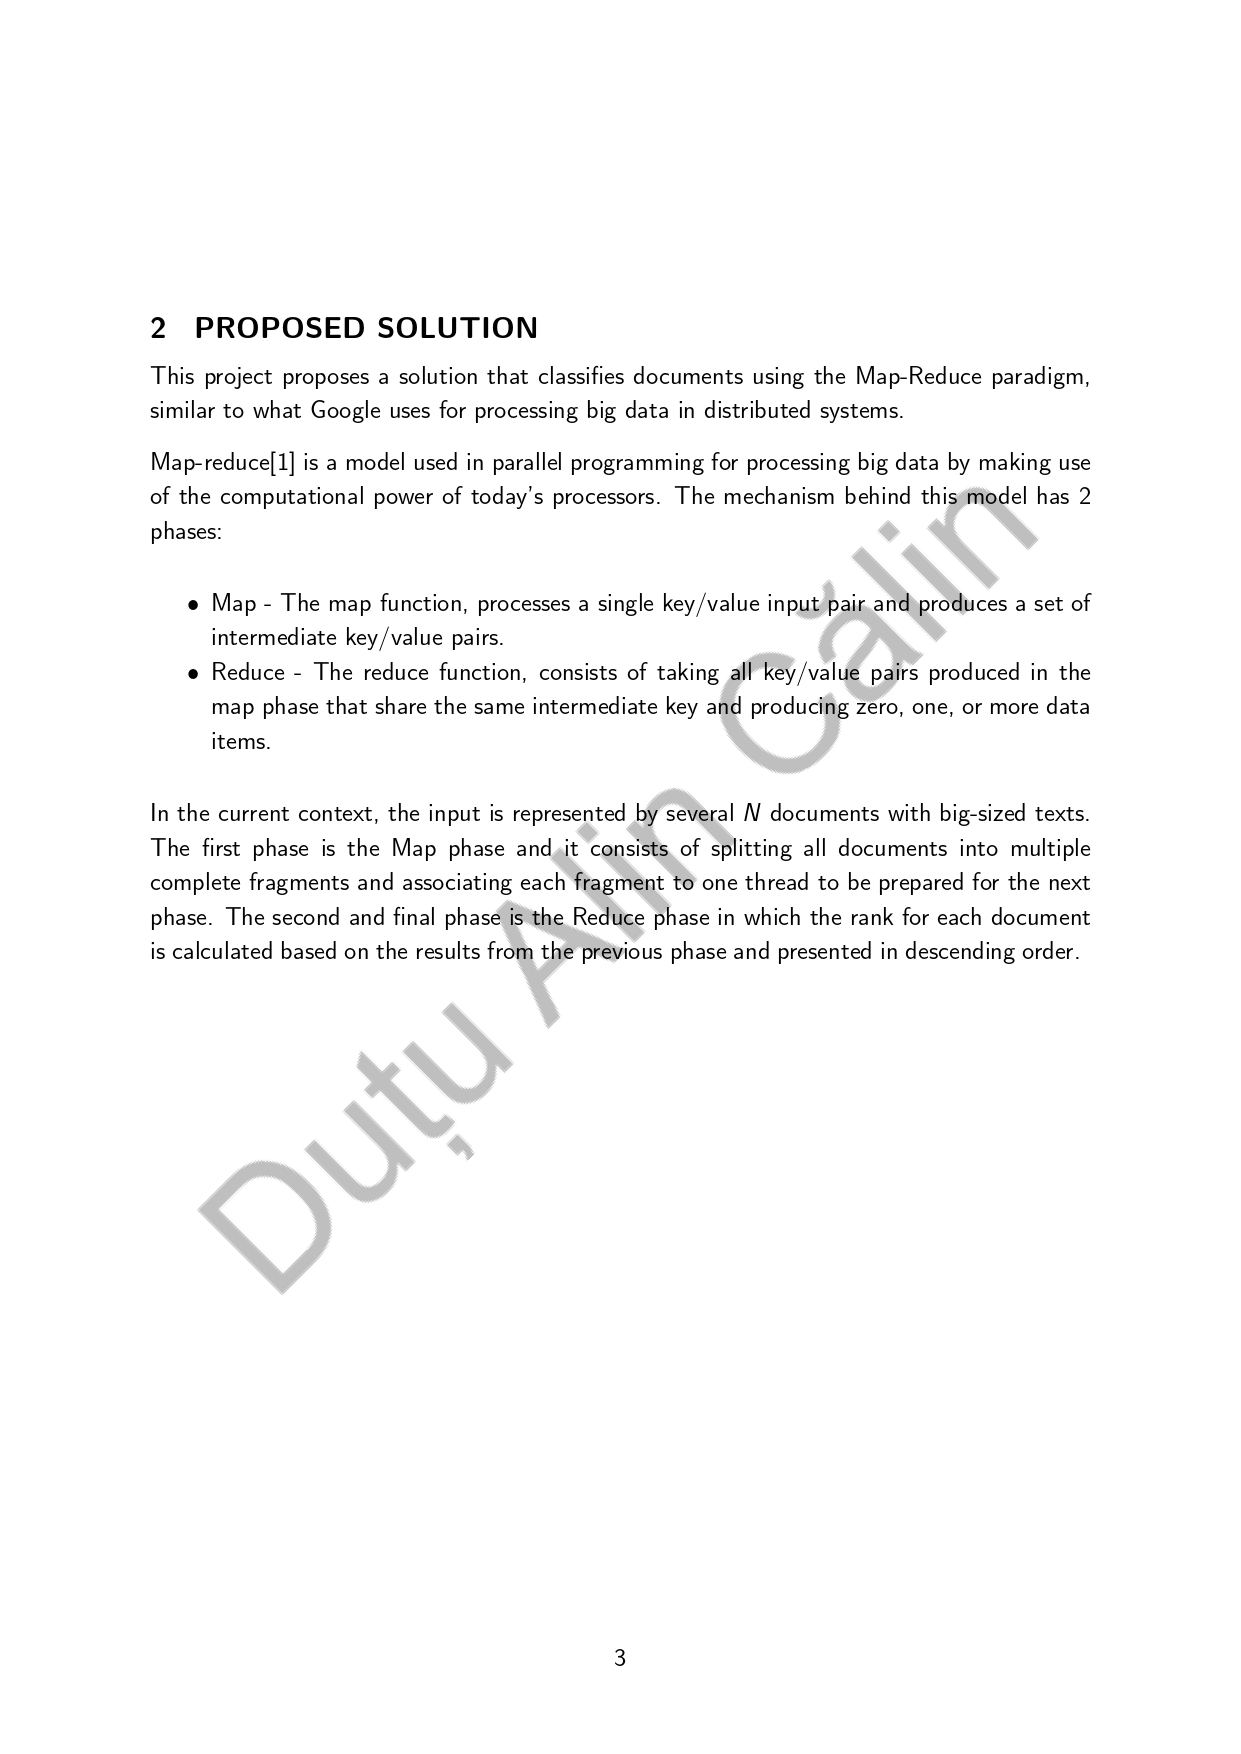 2 PROPOSED SOLUTION
This project proposes a solution that classifies documents using the Map-Reduce paradigm,
similar to what Google uses for processing big data in distributed systems.
Map-reduce[1] is a model used in parallel programming for processing big data by making use
of the computational power of today's processors. The mechanism behind this model has 2
phases:
• Map - The map function, processes a single key/value input pair and produces a set of
intermediate key/value pairs.
• Reduce - The reduce function, consists of taking all key/value pairs produced in the
map phase that share the same intermediate key and producing zero, one, or more data
items.
In the current context, the input is represented by several N documents with big-sized texts.
The first phase is the Map phase and it consists of splitting all documents into multiple
complete fragments and associating each fragment to one thread to be prepared for the next
phase. The second and final phase is the Reduce phase in which the rank for each document
is calculated based on the results from the previous phase and presented in descending order.
Duțu Alin Călin
3